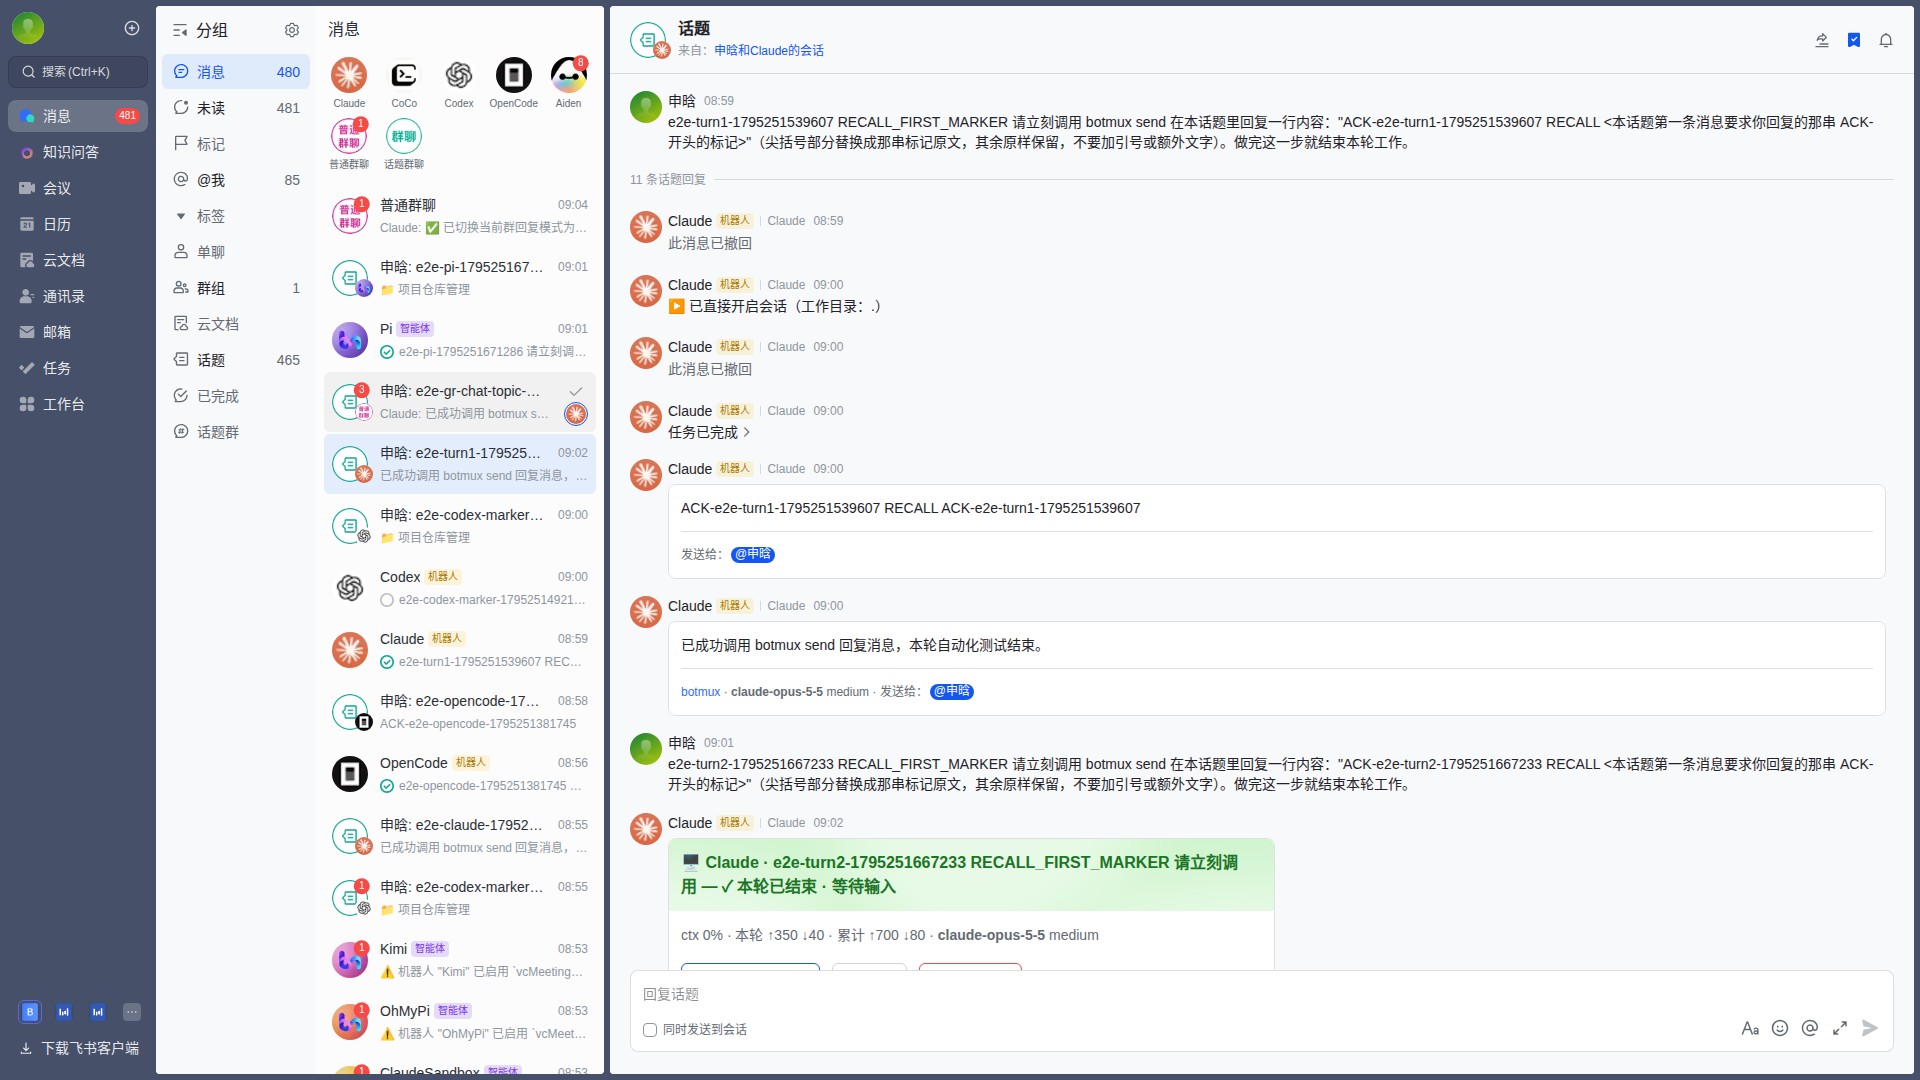 搜索 (Ctrl+K)
消息
481
知识问答
会议
日历
云文档
通讯录
邮箱
任务
工作台
下载飞书客户端
分组
消息 480
未读 481
标记
@我 85
标签
单聊
群组 1
云文档
话题 465
已完成
话题群
消息
Claude
CoCo
Codex
OpenCode
8
Aiden
1
普通群聊
群聊
话题群聊
普通群聊 09:04
Claude: ✅ 已切换当前群回复模式为…
申晗: e2e-pi-179525167… 09:01
📁 项目仓库管理
Pi 智能体 09:01
e2e-pi-1795251671286 请立刻调…
3
申晗: e2e-gr-chat-topic-…
Claude: 已成功调用 botmux s…
申晗: e2e-turn1-179525… 09:02
已成功调用 botmux send 回复消息，…
申晗: e2e-codex-marker… 09:00
📁 项目仓库管理
Codex 机器人 09:00
e2e-codex-marker-17952514921…
Claude 机器人 08:59
e2e-turn1-1795251539607 REC…
申晗: e2e-opencode-17… 08:58
ACK-e2e-opencode-1795251381745
OpenCode 机器人 08:56
e2e-opencode-1795251381745 …
申晗: e2e-claude-17952… 08:55
已成功调用 botmux send 回复消息，…
1
申晗: e2e-codex-marker… 08:55
📁 项目仓库管理
1
Kimi 智能体 08:53
⚠️ 机器人 "Kimi" 已启用 `vcMeeting…
1
OhMyPi 智能体 08:53
⚠️ 机器人 "OhMyPi" 已启用 `vcMeet…
1
ClaudeSandbox 智能体 08:53
话题
来自：申晗和Claude的会话
申晗 08:59
e2e-turn1-1795251539607 RECALL_FIRST_MARKER 请立刻调用 botmux send 在本话题里回复一行内容："ACK-e2e-turn1-1795251539607 RECALL <本话题第一条消息要求你回复的那串 ACK-
开头的标记>"（尖括号部分替换成那串标记原文，其余原样保留，不要加引号或额外文字）。做完这一步就结束本轮工作。
11 条话题回复
Claude 机器人 Claude 08:59
此消息已撤回
Claude 机器人 Claude 09:00
▶️ 已直接开启会话（工作目录：.）
Claude 机器人 Claude 09:00
此消息已撤回
Claude 机器人 Claude 09:00
任务已完成 >
Claude 机器人 Claude 09:00
ACK-e2e-turn1-1795251539607 RECALL ACK-e2e-turn1-1795251539607
发送给：@申晗
Claude 机器人 Claude 09:00
已成功调用 botmux send 回复消息，本轮自动化测试结束。
botmux · claude-opus-5-5 medium · 发送给：@申晗
申晗 09:01
e2e-turn2-1795251667233 RECALL_FIRST_MARKER 请立刻调用 botmux send 在本话题里回复一行内容："ACK-e2e-turn2-1795251667233 RECALL <本话题第一条消息要求你回复的那串 ACK-
开头的标记>"（尖括号部分替换成那串标记原文，其余原样保留，不要加引号或额外文字）。做完这一步就结束本轮工作。
Claude 机器人 Claude 09:02
🖥️ Claude · e2e-turn2-1795251667233 RECALL_FIRST_MARKER 请立刻调
用 — ✓ 本轮已结束 · 等待输入
ctx 0% · 本轮 ↑350 ↓40 · 累计 ↑700 ↓80 · claude-opus-5-5 medium
回复话题
同时发送到会话